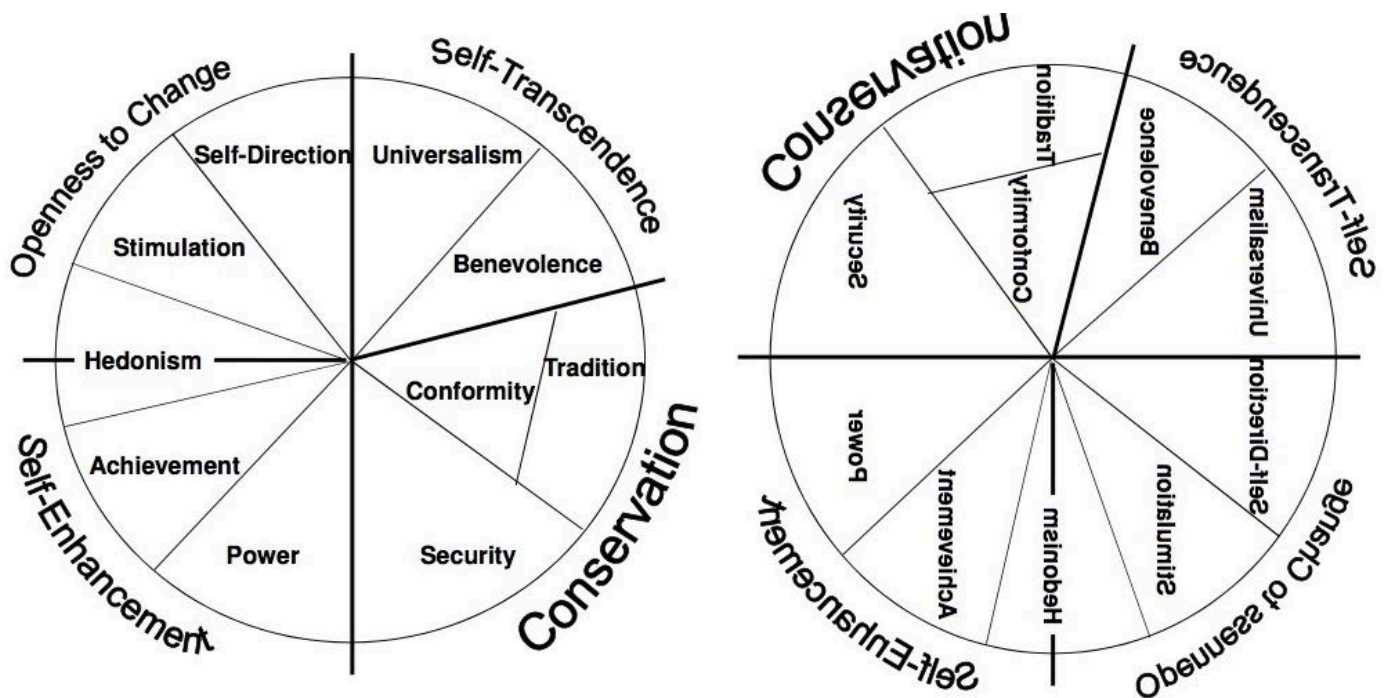 Openness to Change
Self-Transcendence
Self-Direction
Universalism
Stimulation
Benevolence
Hedonism
Conformity
Tradition
Achievement
Power
Security
Self-Enhancement
Conservation
Conservation
Self-Transcendence
Tradition
Benevolence
Security
Conformity
Universalism
Power
Achievement
Hedonism
Stimulation
Self-Direction
Self-Enhancement
Openness to Change